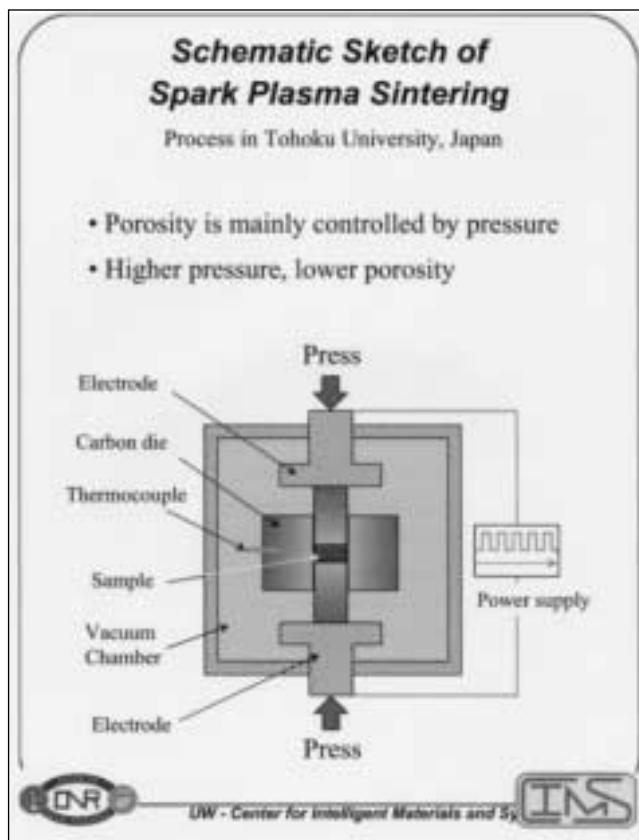 Schematic Sketch of
Spark Plasma Sintering
Process in Tohoku University, Japan
• Porosity is mainly controlled by pressure
• Higher pressure, lower porosity
Press
Electrode
Carbon die
Thermocouple
Sample
Power supply
Vacuum
Chamber
Electrode
Press
UW - Center for Intelligent Materials and Sy
IMS